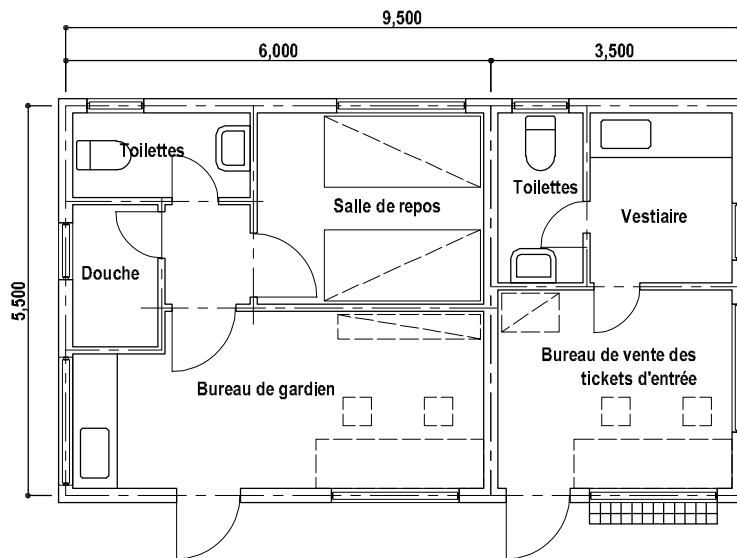 9,500
6,000
3,500
5,500
Toilettes
Salle de repos
Toilettes
Vestiaire
Douche
Bureau de gardien
Bureau de vente des
tickets d'entrée